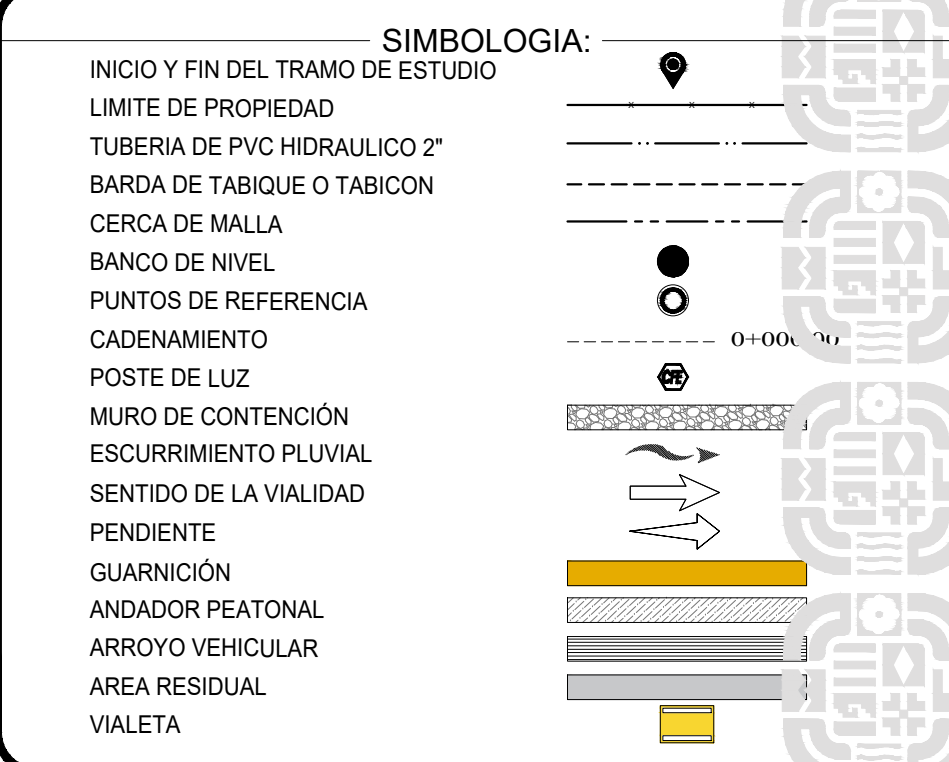 SIMBOLOGIA:
INICIO Y FIN DEL TRAMO DE ESTUDIO
LIMITE DE PROPIEDAD
TUBERIA DE PVC HIDRAULICO 2"
BARDA DE TABIQUE O TABICON
CERCA DE MALLA
BANCO DE NIVEL
PUNTOS DE REFERENCIA
CADENAMIENTO
POSTE DE LUZ
CFE
MURO DE CONTENCIÓN
ESCURRIMIENTO PLUVIAL
SENTIDO DE LA VIALIDAD
PENDIENTE
GUARNICIÓN
ANDADOR PEATONAL
ARROYO VEHICULAR
AREA RESIDUAL
VIALETA